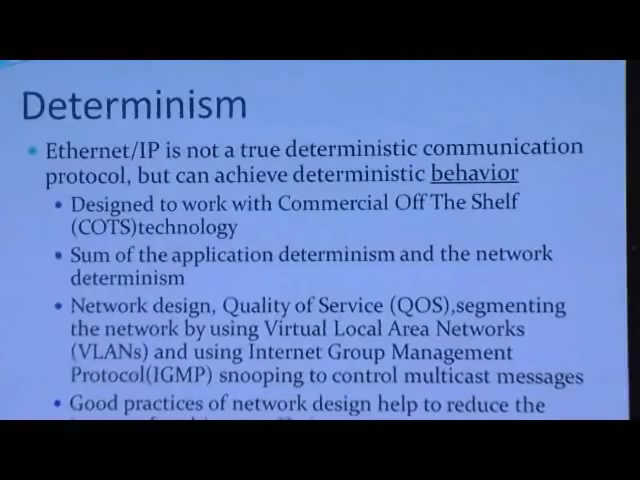 Determinism
• Ethernet/IP is not a true deterministic communication
protocol, but can achieve deterministic behavior
• Designed to work with Commercial Off The Shelf
(COTS)technology
• Sum of the application determinism and the network
determinism
• Network design, Quality of Service (QOS),segmenting
the network by using Virtual Local Area Networks
(VLANs) and using Internet Group Management
Protocol(IGMP) snooping to control multicast messages
• Good practices of network design help to reduce the